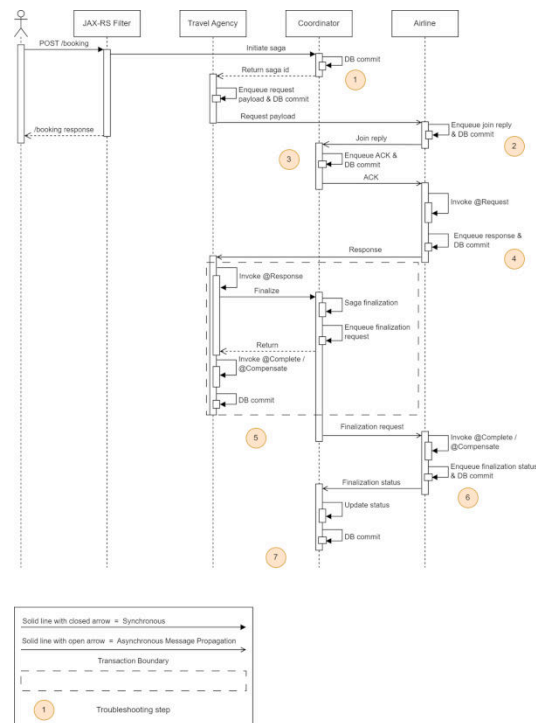 JAX-RS Filter
Travel Agency
Coordinator
Airline
POST /booking
Initiate saga
DB commit
Return saga id
1
Enqueue request
payload & DB commit
Request payload
/booking response
Enqueue join reply
& DB commit
Join reply
2
3
Enqueue ACK &
DB commit
ACK
Invoke @Request
Enqueue response &
DB commit
Response
4
Invoke @Response
Finalize
Saga finalization
Enqueue finalization
request
Return
Invoke @Complete /
@Compensate
DB commit
5
Finalization request
Invoke @Complete /
@Compensate
Enqueue finalization status
& DB commit
Finalization status
6
Update status
DB commit
7
Solid line with closed arrow = Synchronous
Solid line with open arrow = Asynchronous Message Propagation
Transaction Boundary
1
Troubleshooting step